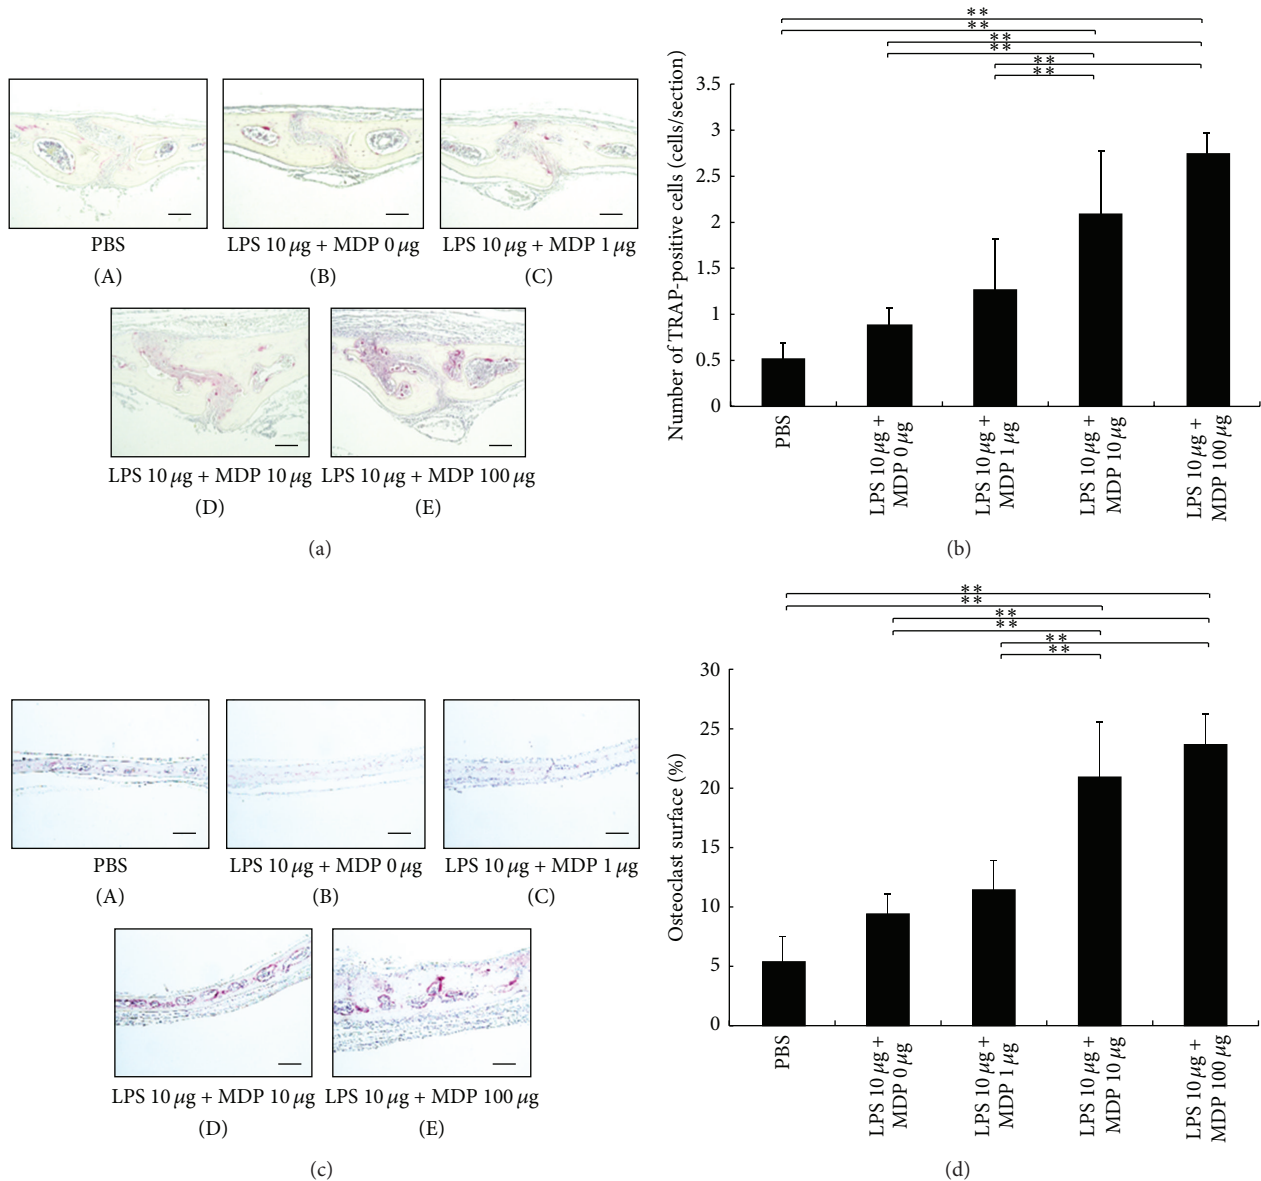 PBS
(A)
LPS 10 μg + MDP 0 μg
(B)
LPS 10 μg + MDP 1 μg
(C)
LPS 10 μg + MDP 10 μg
(D)
LPS 10 μg + MDP 100 μg
(E)
(a)
**
**
**
**
**
**
Number of TRAP-positive cells (cells/section)
3.5
3
2.5
2
1.5
1
0.5
0
PBS
LPS 10 μg +
MDP 0 μg
LPS 10 μg +
MDP 1 μg
LPS 10 μg +
MDP 10 μg
LPS 10 μg +
MDP 100 μg
(b)
PBS
(A)
LPS 10 μg + MDP 0 μg
(B)
LPS 10 μg + MDP 1 μg
(C)
LPS 10 μg + MDP 10 μg
(D)
LPS 10 μg + MDP 100 μg
(E)
(c)
**
**
**
**
**
**
Osteoclast surface (%)
30
25
20
15
10
5
0
PBS
LPS 10 μg +
MDP 0 μg
LPS 10 μg +
MDP 1 μg
LPS 10 μg +
MDP 10 μg
LPS 10 μg +
MDP 100 μg
(d)